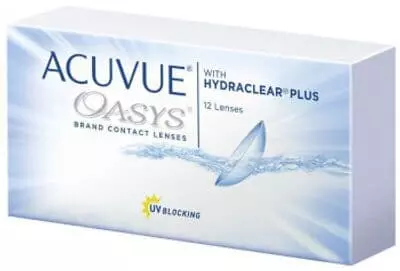 ACUVUE®
OASYS®
BRAND CONTACT LENSES
WITH
HYDRACLEAR® PLUS
12 Lenses
UV BLOCKING